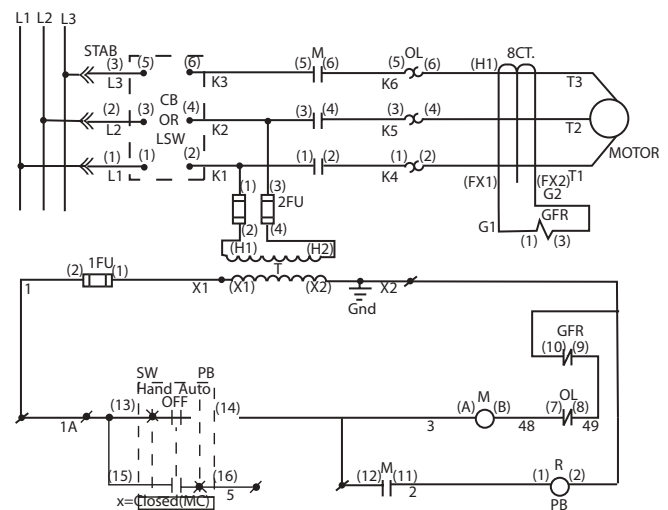 L1 L2 L3
STAB
(3) (5) (6) M OL 8CT.
(5) (6) (5) (6) (H1)
L3 K3 K6 T3
(2) (3) CB (4) (3) (4) (3) (4)
L2 OR K2 K5 T2
LSW MOTOR
(1) (1) (2) (1) (2) (1) (2)
L1 K1 K4 (FX1) (FX2) T1
(1) (3) G2
2FU G1 GFR
(2) (4) (1) (3)
(H1) (H2)
T
(2) 1FU (1)
1 X1 (X1) (X2) X2
Gnd
GFR
(10) (9)
SW PB
Hand Auto
OFF
(13) (14) M OL
(A) (B) (7) (8)
1A 3 48 49
(15) (16) (12) M (11) R
(1) (2)
5 2 PB
x=Closed(MC)